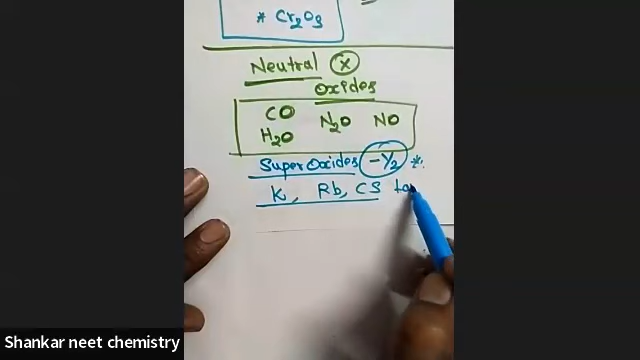 * Cr2O3
Neutral (x)
Oxides
CO N2O NO
H2O
Super Oxides -1/2 *
K, Rb, CS
Shankar neet chemistry